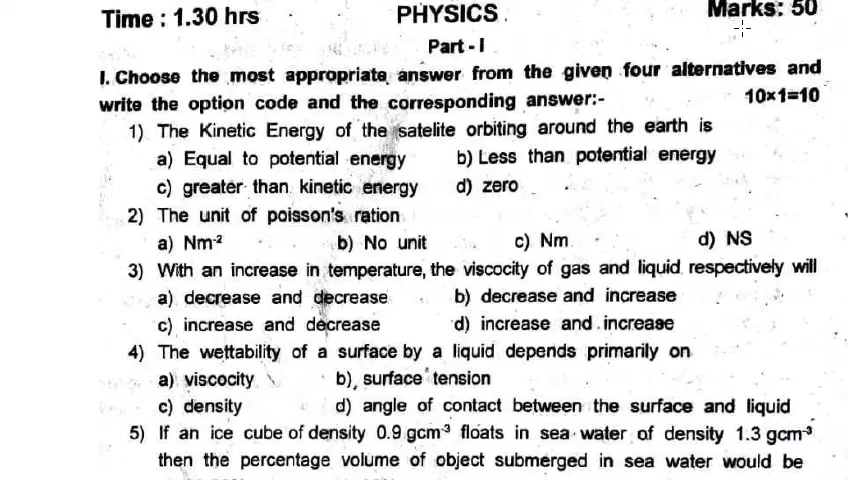 Time : 1.30 hrs PHYSICS Marks: 50
Part - I
I. Choose the most appropriate answer from the given four alternatives and
write the option code and the corresponding answer:- 10×1=10
1) The Kinetic Energy of the satelite orbiting around the earth is
a) Equal to potential energy b) Less than potential energy
c) greater than kinetic energy d) zero
2) The unit of poisson's ration
a) Nm⁻² b) No unit c) Nm d) NS
3) With an increase in temperature, the viscocity of gas and liquid respectively will
a) decrease and decrease b) decrease and increase
c) increase and decrease d) increase and increase
4) The wettability of a surface by a liquid depends primarily on
a) viscocity b) surface tension
c) density d) angle of contact between the surface and liquid
5) If an ice cube of density 0.9 gcm⁻³ floats in sea water of density 1.3 gcm⁻³
then the percentage volume of object submerged in sea water would be